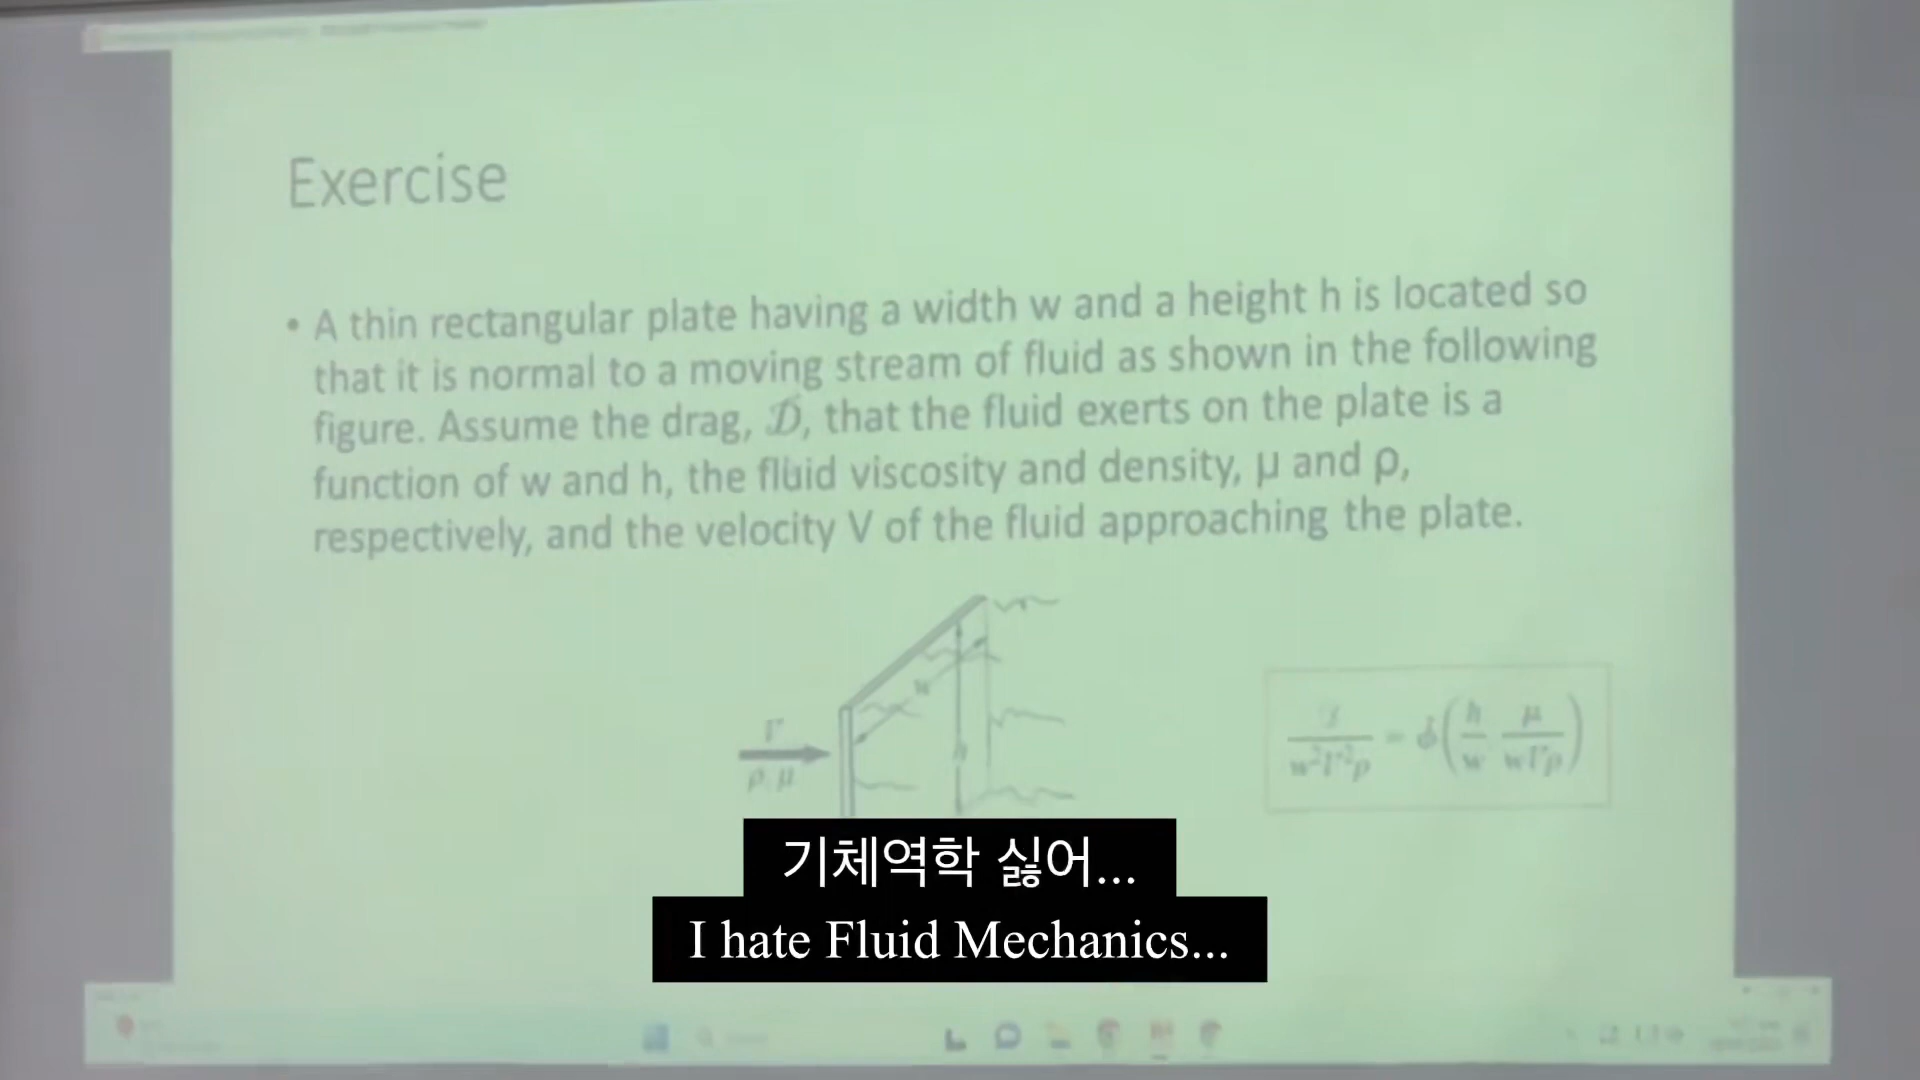 Exercise
• A thin rectangular plate having a width w and a height h is located so
that it is normal to a moving stream of fluid as shown in the following
figure. Assume the drag, 𝒟, that the fluid exerts on the plate is a
function of w and h, the fluid viscosity and density, μ and ρ,
respectively, and the velocity V of the fluid approaching the plate.
w
ρ, μ
h
기체역학 싫어...
I hate Fluid Mechanics...